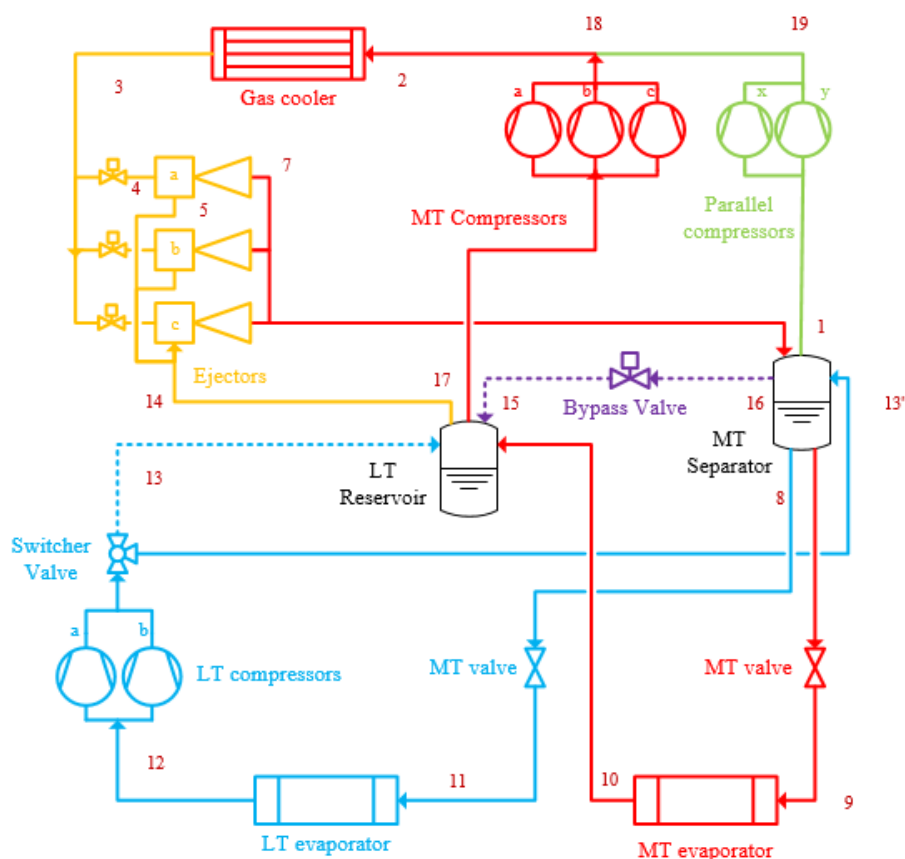 18
19
3
Gas cooler
2
a
b
c
x
y
a
4
5
7
MT Compressors
Parallel
compressors
b
c
Ejectors
1
14
17
15
Bypass Valve
16
13'
LT
Reservoir
MT
Separator
13
8
Switcher
Valve
a
b
LT compressors
MT valve
MT valve
12
11
10
9
LT evaporator
MT evaporator